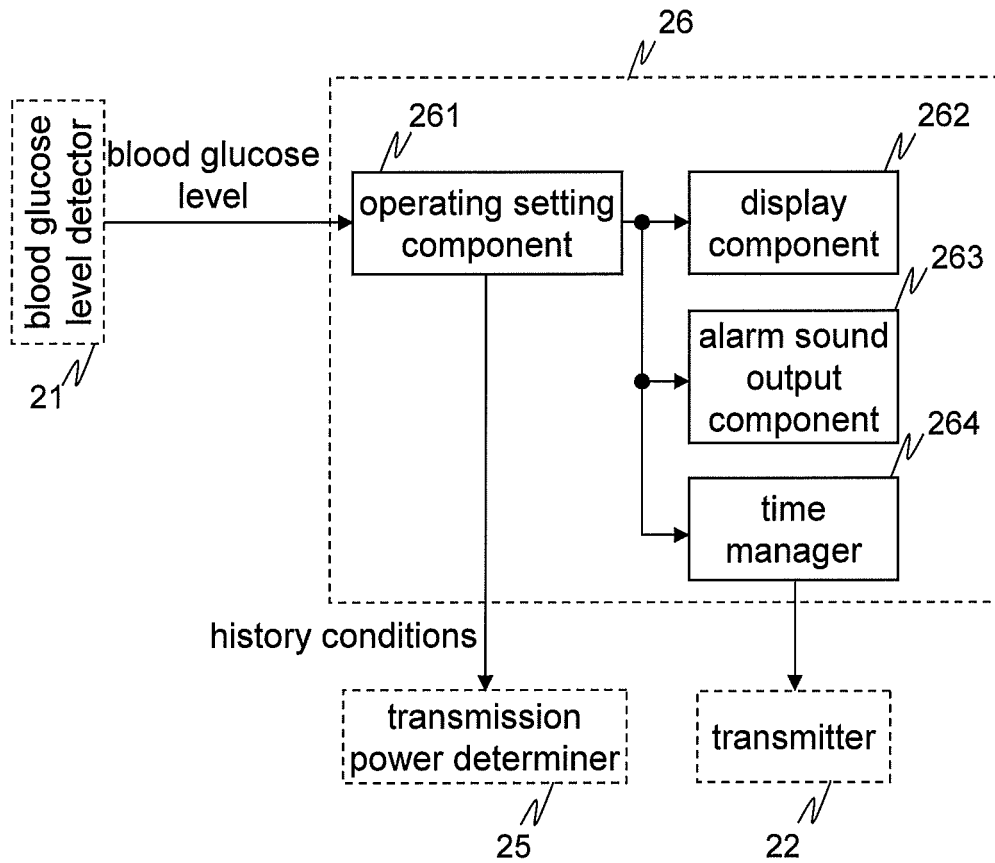 26
261
262
blood glucose
level detector
blood glucose
level
operating setting
component
display
component
263
alarm sound
output
component
21
264
time
manager
history conditions
transmission
power determiner
transmitter
25
22